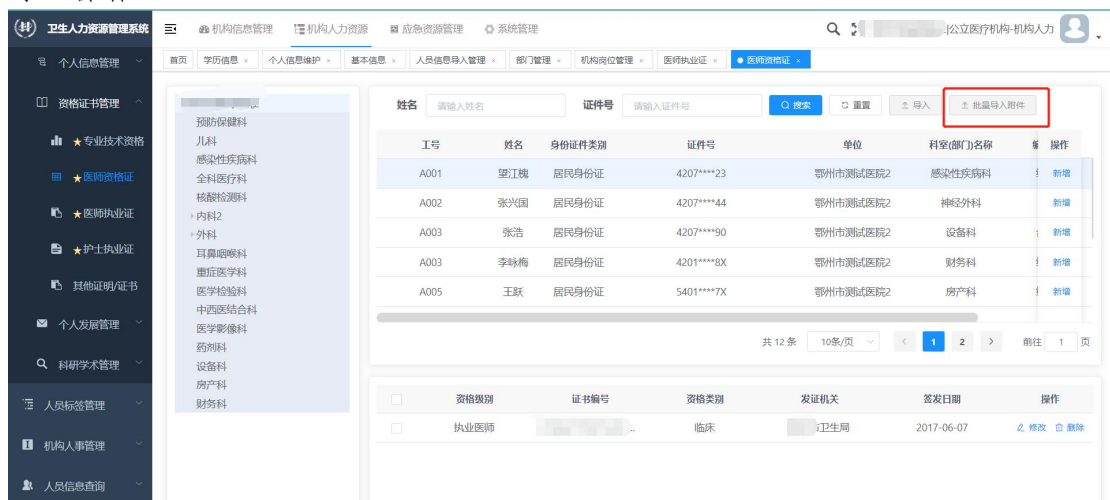 卫生人力资源管理系统
机构信息管理 机构人力资源 应急资源管理 系统管理
公立医疗机构-机构人力
首页 学历信息 × 个人信息维护 × 基本信息 × 人员信息导入管理 × 部门管理 × 机构岗位管理 × 医师执业证 × 医师资格证 ×
个人信息管理
资格证书管理
★专业技术资格
★医师资格证
★医师执业证
★护士执业证
其他证明/证书
个人发展管理
科研学术管理
人员标签管理
机构人事管理
人员信息查询
预防保健科
儿科
感染性疾病科
全科医疗科
核酸检测科
内科2
外科
耳鼻咽喉科
重症医学科
医学检验科
中西医结合科
医学影像科
药剂科
设备科
房产科
财务科
姓名 请输入姓名 证件号 请输入证件号 搜索 重置 导入 批量导入附件
工号 姓名 身份证件类别 证件号 单位 科室(部门)名称 操作
A001 望江槐 居民身份证 4207****23 鄂州市测试医院2 感染性疾病科 新增
A002 张兴国 居民身份证 4207****44 鄂州市测试医院2 神经外科 新增
A003 张浩 居民身份证 4207****90 鄂州市测试医院2 设备科 新增
A003 李咏梅 居民身份证 4201****8X 鄂州市测试医院2 财务科 新增
A005 王跃 居民身份证 5401****7X 鄂州市测试医院2 房产科 新增
共 12 条 10条/页 < 1 2 > 前往 1 页
资格级别 证书编号 资格类别 发证机关 签发日期 操作
执业医师 .. 临床 卫生局 2017-06-07 修改 删除